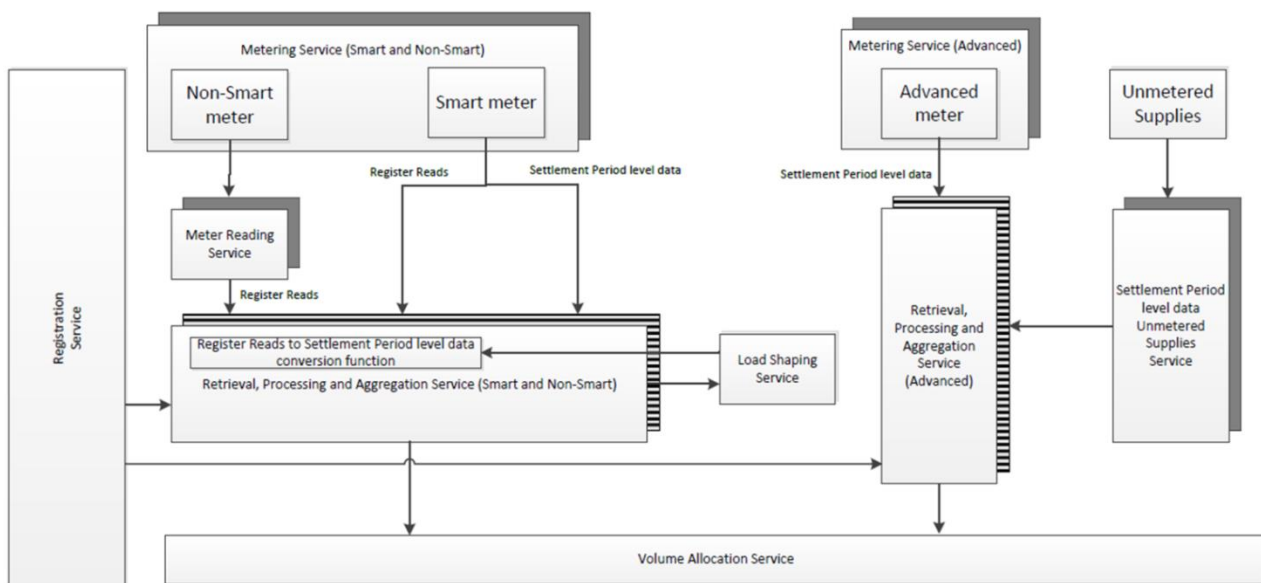 Metering Service (Smart and Non-Smart)
Non-Smart
meter
Smart meter
Metering Service (Advanced)
Advanced
meter
Unmetered
Supplies
Register Reads
Settlement Period level data
Settlement Period level data
Meter Reading
Service
Register Reads
Registration
Service
Register Reads to Settlement Period level data
conversion function
Retrieval, Processing and Aggregation Service (Smart and Non-Smart)
Load Shaping
Service
Retrieval,
Processing and
Aggregation
Service
(Advanced)
Settlement Period
level data
Unmetered
Supplies
Service
Volume Allocation Service